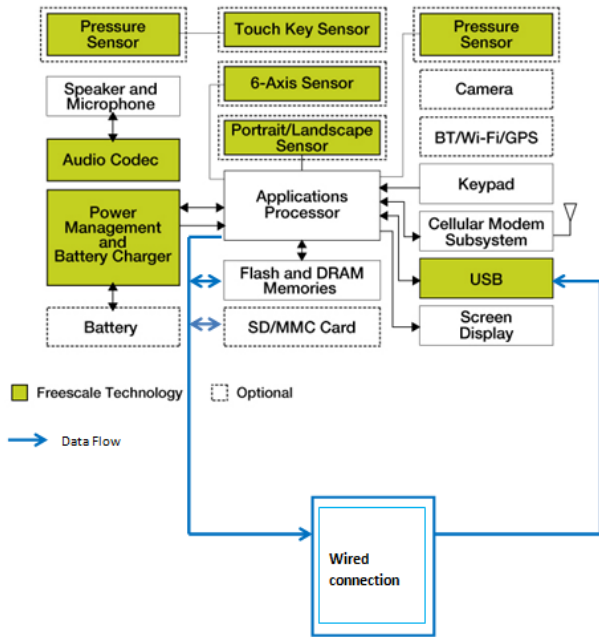 Pressure
Sensor
Touch Key Sensor
Pressure
Sensor
6-Axis Sensor
Speaker and
Microphone
Camera
Portrait/Landscape
Sensor
BT/Wi-Fi/GPS
Audio Codec
Applications
Processor
Keypad
Power
Management
and
Battery Charger
Cellular Modem
Subsystem
Flash and DRAM
Memories
USB
Battery
SD/MMC Card
Screen
Display
Freescale Technology
Optional
Data Flow
Wired
connection